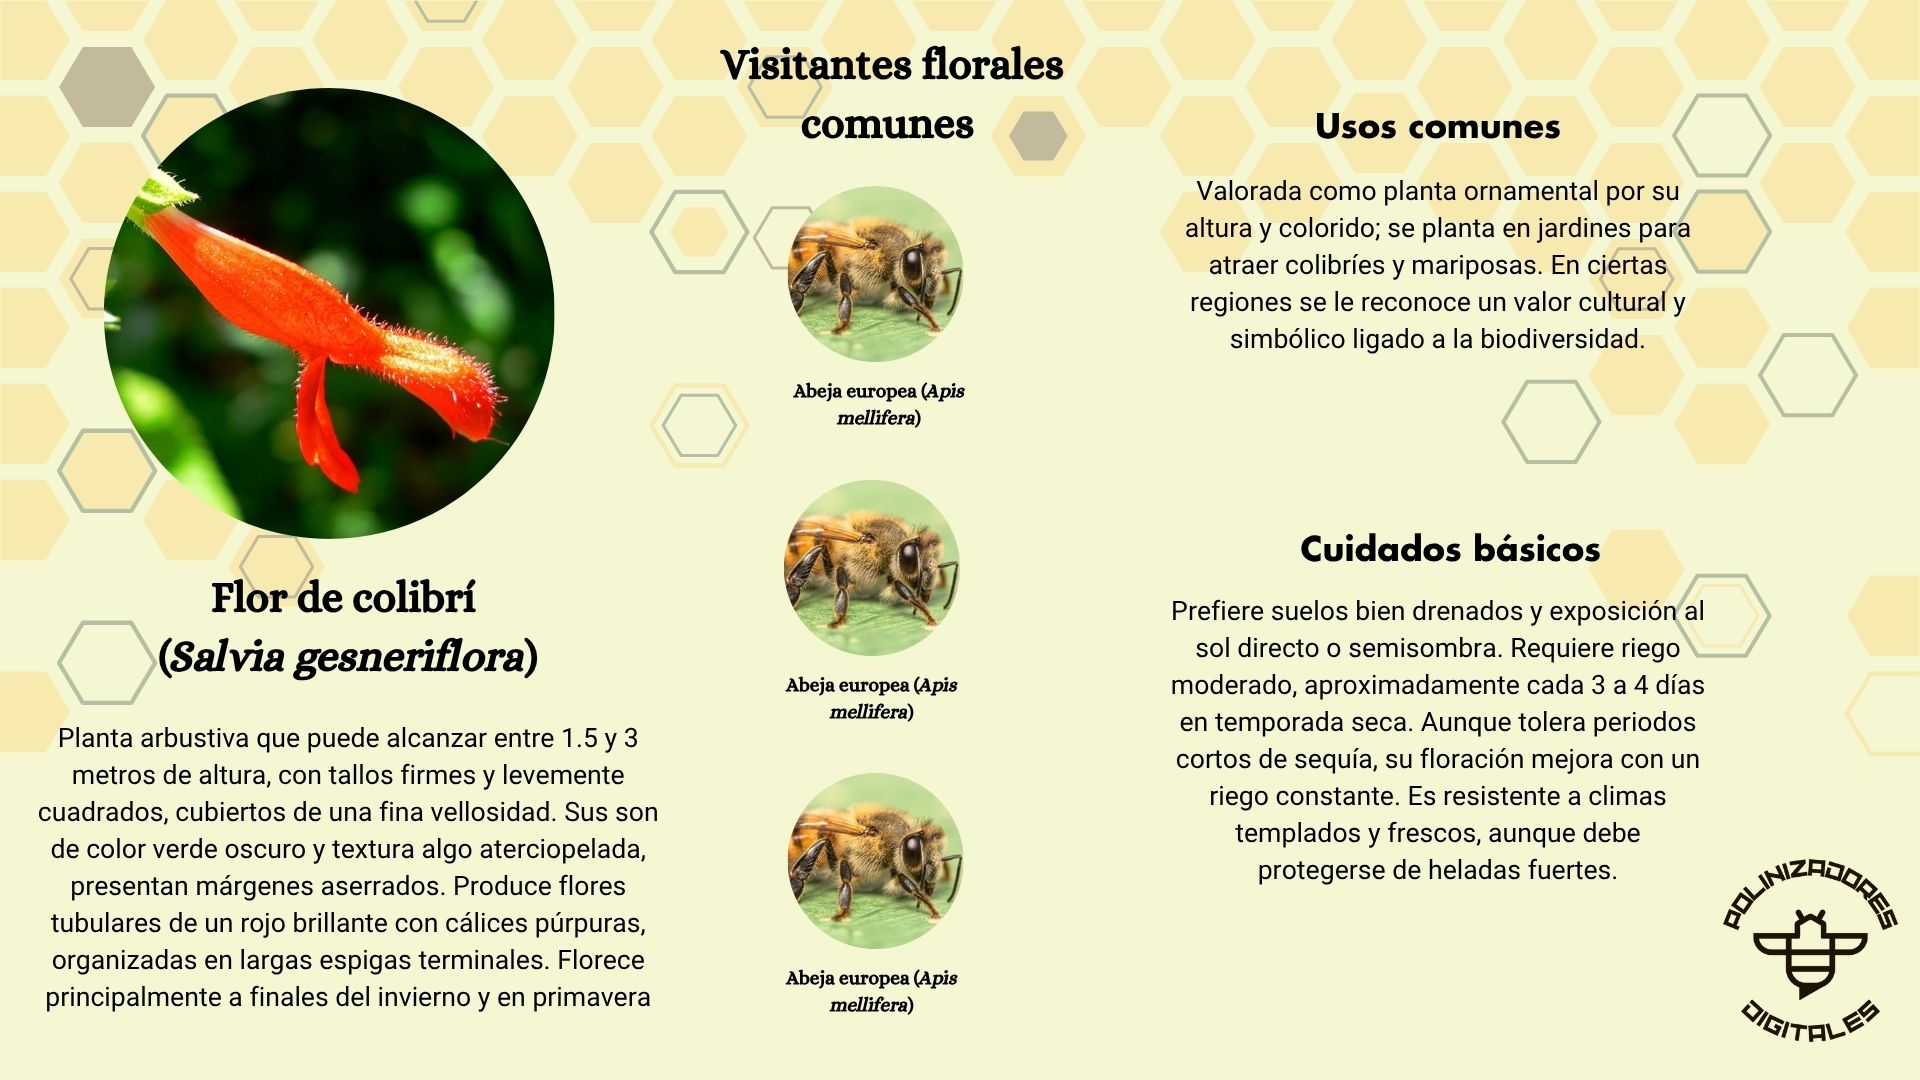 Flor de colibrí
(Salvia gesneriflora)
Planta arbustiva que puede alcanzar entre 1.5 y 3
metros de altura, con tallos firmes y levemente
cuadrados, cubiertos de una fina vellosidad. Sus son
de color verde oscuro y textura algo aterciopelada,
presentan márgenes aserrados. Produce flores
tubulares de un rojo brillante con cálices púrpuras,
organizadas en largas espigas terminales. Florece
principalmente a finales del invierno y en primavera
Visitantes florales
comunes
Abeja europea (Apis
mellifera)
Abeja europea (Apis
mellifera)
Abeja europea (Apis
mellifera)
Usos comunes
Valorada como planta ornamental por su
altura y colorido; se planta en jardines para
atraer colibríes y mariposas. En ciertas
regiones se le reconoce un valor cultural y
simbólico ligado a la biodiversidad.
Cuidados básicos
Prefiere suelos bien drenados y exposición al
sol directo o semisombra. Requiere riego
moderado, aproximadamente cada 3 a 4 días
en temporada seca. Aunque tolera periodos
cortos de sequía, su floración mejora con un
riego constante. Es resistente a climas
templados y frescos, aunque debe
protegerse de heladas fuertes.
POLINIZADORES
DIGITALES